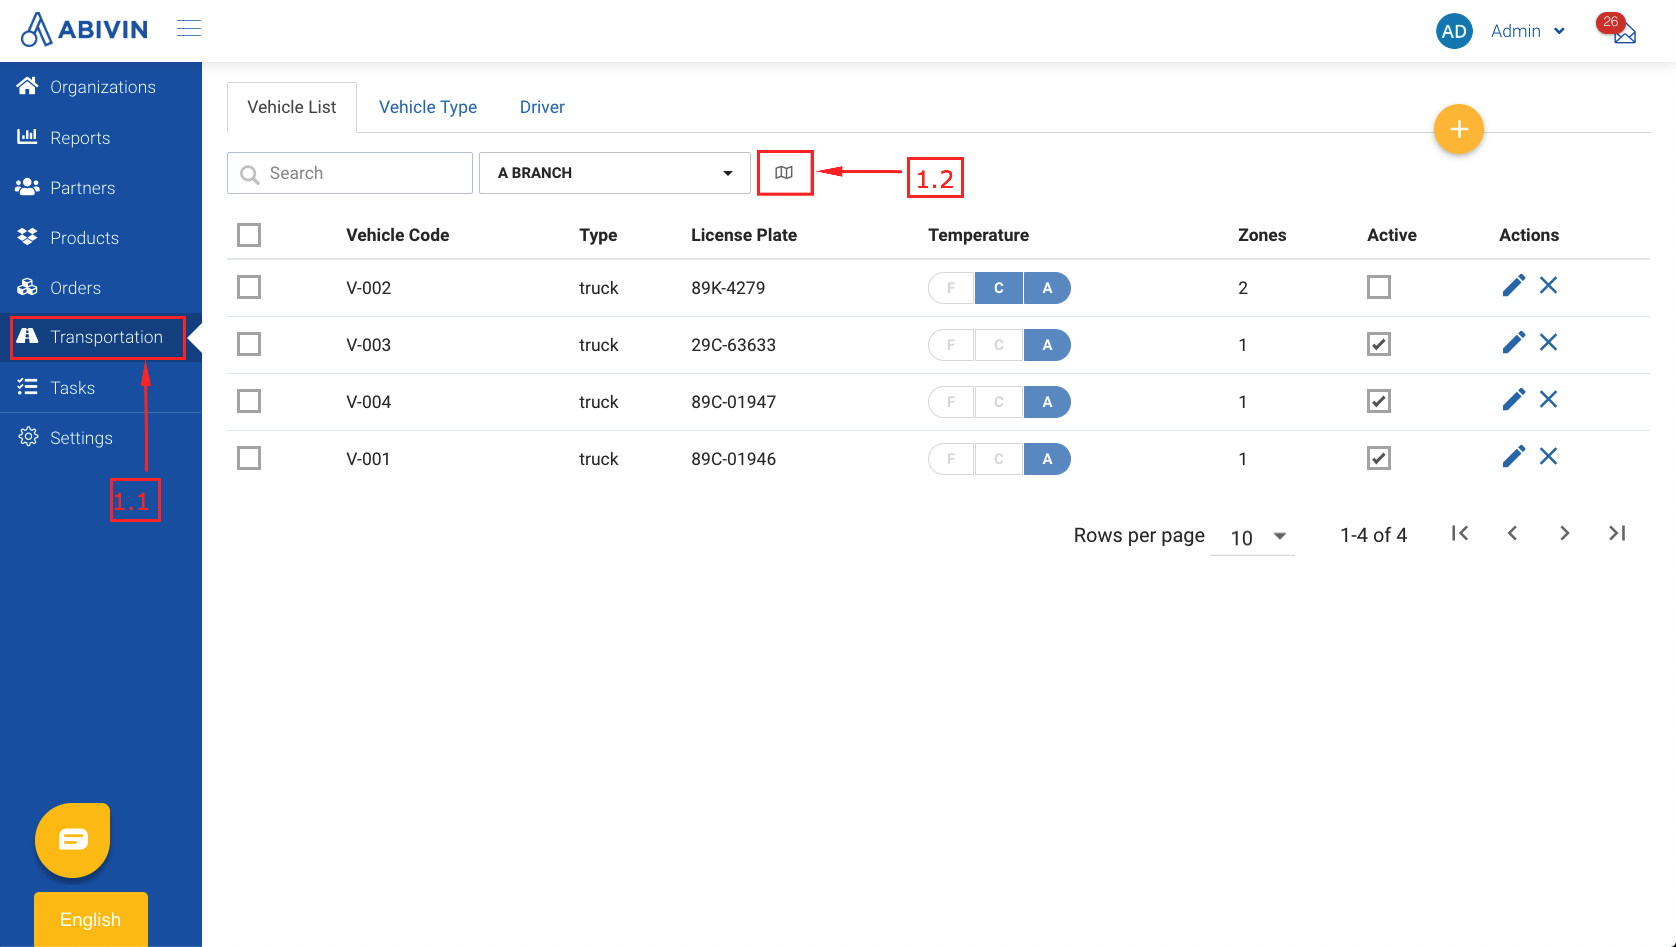 ABIVIN
AD Admin 26
Organizations
Reports
Partners
Products
Orders
Transportation
Tasks
Settings
1.1
English
Vehicle List Vehicle Type Driver
+
Search A BRANCH 1.2
Vehicle Code Type License Plate Temperature Zones Active Actions
V-002 truck 89K-4279 F C A 2
V-003 truck 29C-63633 F C A 1
V-004 truck 89C-01947 F C A 1
V-001 truck 89C-01946 F C A 1
Rows per page 10 1-4 of 4